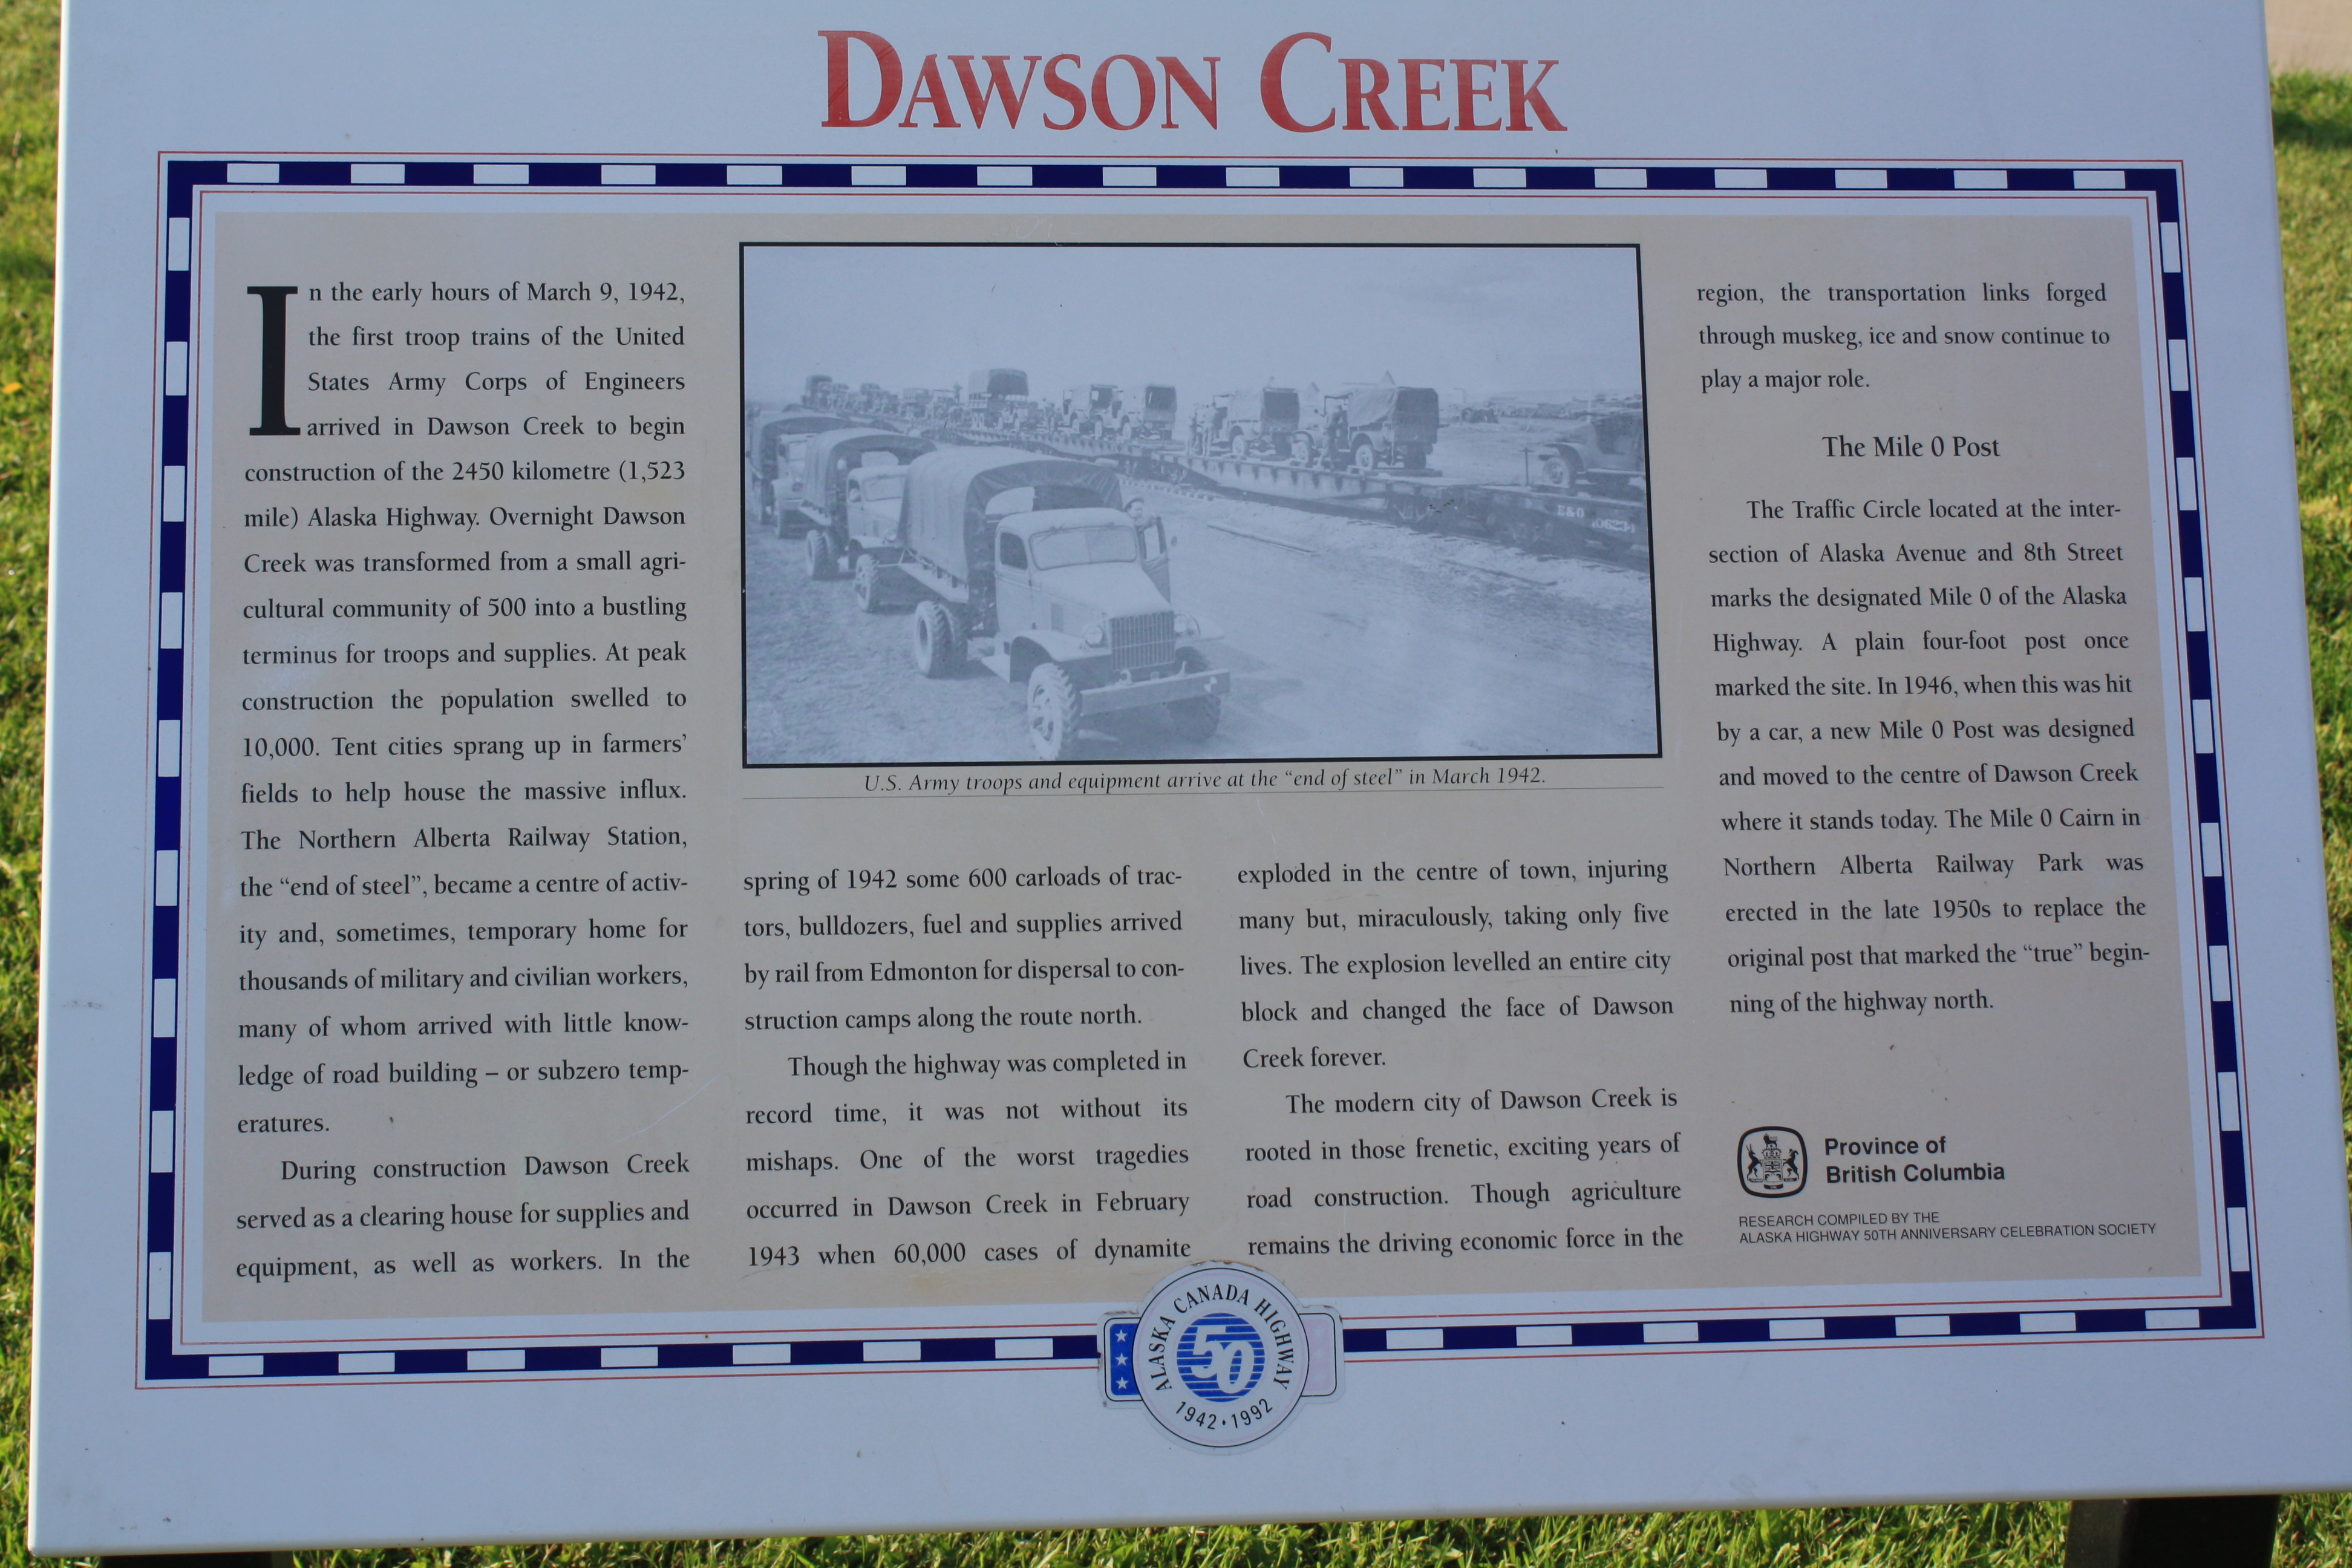 DAWSON CREEK
In the early hours of March 9, 1942,
the first troop trains of the United
States Army Corps of Engineers
arrived in Dawson Creek to begin
construction of the 2450 kilometre (1,523
mile) Alaska Highway. Overnight Dawson
Creek was transformed from a small agri-
cultural community of 500 into a bustling
terminus for troops and supplies. At peak
construction the population swelled to
10,000. Tent cities sprang up in farmers'
fields to help house the massive influx.
The Northern Alberta Railway Station,
the "end of steel", became a centre of activ-
ity and, sometimes, temporary home for
thousands of military and civilian workers,
many of whom arrived with little know-
ledge of road building – or subzero temp-
eratures.
During construction Dawson Creek
served as a clearing house for supplies and
equipment, as well as workers. In the
U.S. Army troops and equipment arrive at the "end of steel" in March 1942.
spring of 1942 some 600 carloads of trac-
tors, bulldozers, fuel and supplies arrived
by rail from Edmonton for dispersal to con-
struction camps along the route north.
Though the highway was completed in
record time, it was not without its
mishaps. One of the worst tragedies
occurred in Dawson Creek in February
1943 when 60,000 cases of dynamite
exploded in the centre of town, injuring
many but, miraculously, taking only five
lives. The explosion levelled an entire city
block and changed the face of Dawson
Creek forever.
The modern city of Dawson Creek is
rooted in those frenetic, exciting years of
road construction. Though agriculture
remains the driving economic force in the
region, the transportation links forged
through muskeg, ice and snow continue to
play a major role.
The Mile 0 Post
The Traffic Circle located at the inter-
section of Alaska Avenue and 8th Street
marks the designated Mile 0 of the Alaska
Highway. A plain four-foot post once
marked the site. In 1946, when this was hit
by a car, a new Mile 0 Post was designed
and moved to the centre of Dawson Creek
where it stands today. The Mile 0 Cairn in
Northern Alberta Railway Park was
erected in the late 1950s to replace the
original post that marked the "true" begin-
ning of the highway north.
Province of
British Columbia
RESEARCH COMPILED BY THE
ALASKA HIGHWAY 50TH ANNIVERSARY CELEBRATION SOCIETY
ALASKA CANADA HIGHWAY
50
1942 • 1992